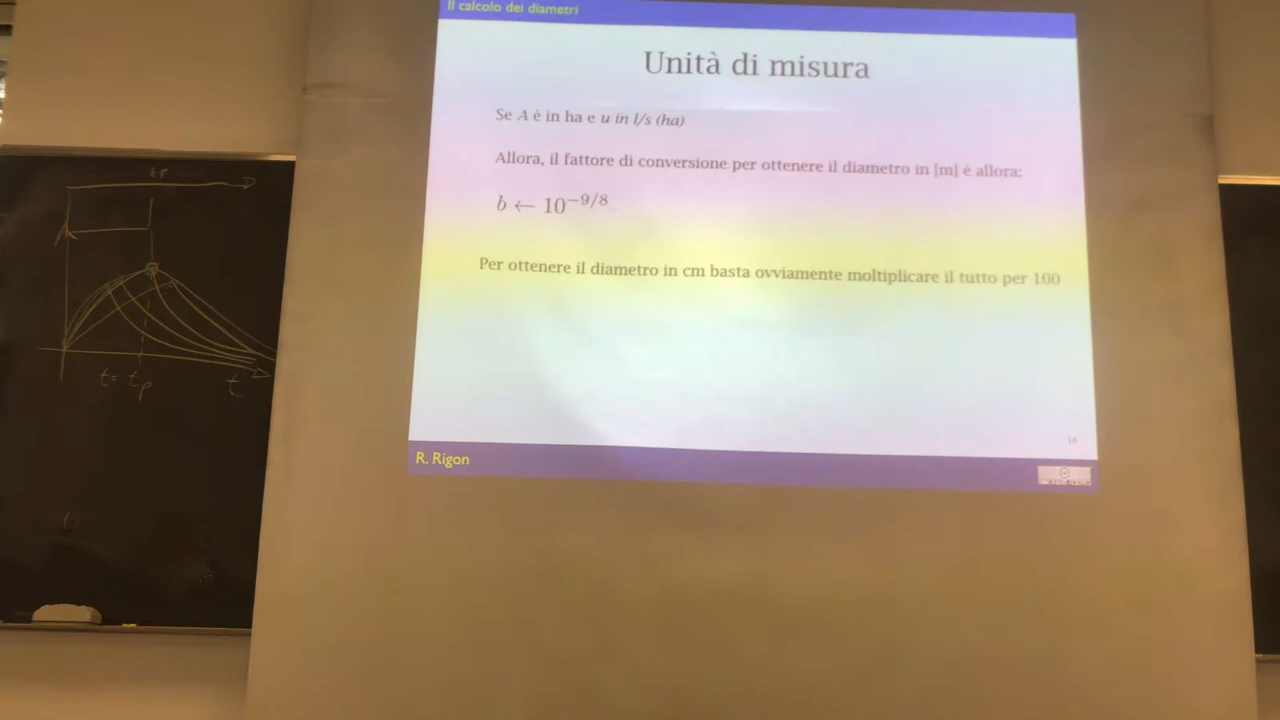 Il calcolo dei diametri
Unità di misura
Se A è in ha e u in l/s (ha)
Allora, il fattore di conversione per ottenere il diametro in [m] è allora:
b ← 10^{-9/8}
Per ottenere il diametro in cm basta ovviamente moltiplicare il tutto per 100
16
R. Rigon
t= t_p
t